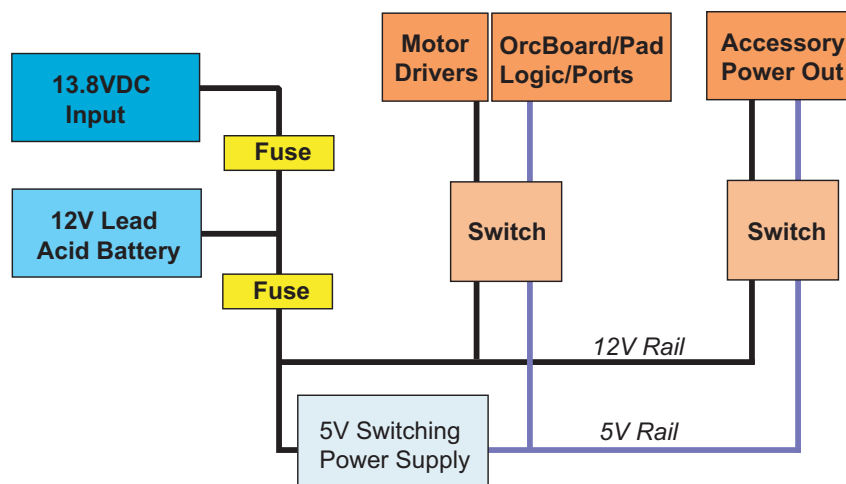 Motor
Drivers
OrcBoard/Pad
Logic/Ports
Accessory
Power Out
13.8VDC
Input
Fuse
12V Lead
Acid Battery
Switch
Switch
Fuse
12V Rail
5V Switching
Power Supply
5V Rail